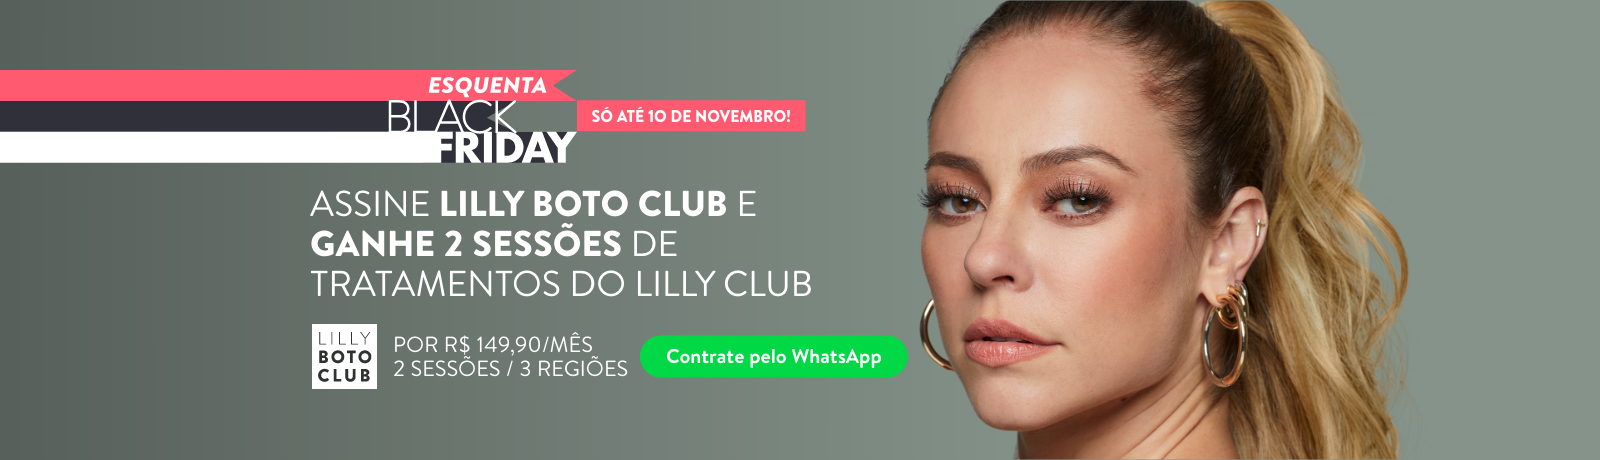 ESQUENTA
BLACK
FRIDAY
SÓ ATÉ 10 DE NOVEMBRO!
ASSINE LILLY BOTO CLUB E
GANHE 2 SESSÕES DE
TRATAMENTOS DO LILLY CLUB
LILLY
BOTO
CLUB
POR R$ 149,90/MÊS
2 SESSÕES / 3 REGIÕES
Contrate pelo WhatsApp